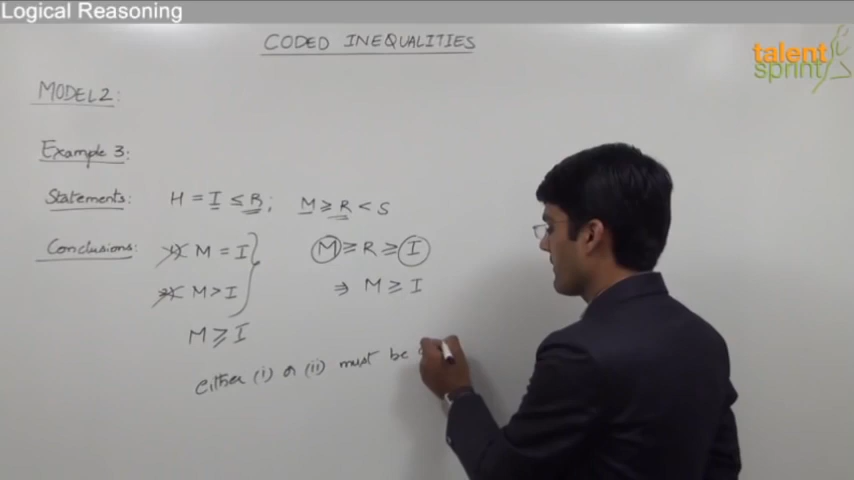 Logical Reasoning
CODED INEQUALITIES
talent
sprint
MODEL 2:
Example 3:
Statements: H = I ≤ R; M ≥ R < S
Conclusions: M = I M ≥ R ≥ I
M > I ⇒ M ≥ I
M ≥ I
either (i) or (ii) must be